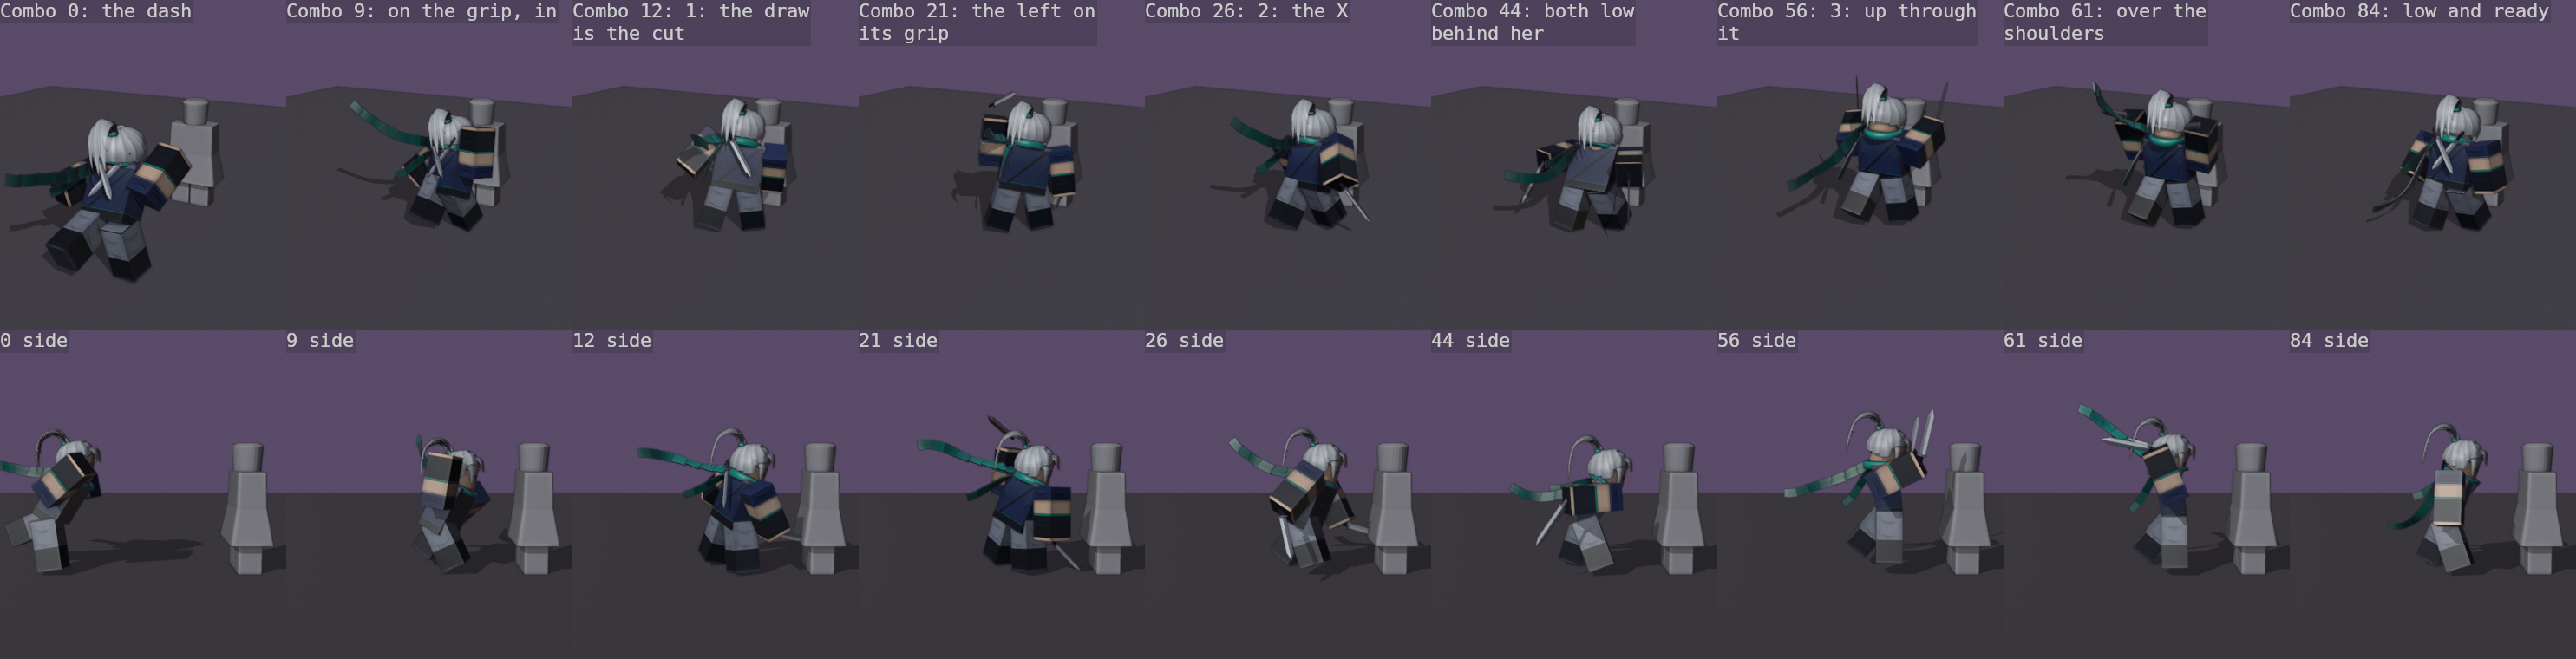 Combo 0: the dash
Combo 9: on the grip, in
Combo 12: 1: the draw
is the cut
Combo 21: the left on
its grip
Combo 26: 2: the X
Combo 44: both low
behind her
Combo 56: 3: up through
it
Combo 61: over the
shoulders
Combo 84: low and ready
0 side
9 side
12 side
21 side
26 side
44 side
56 side
61 side
84 side